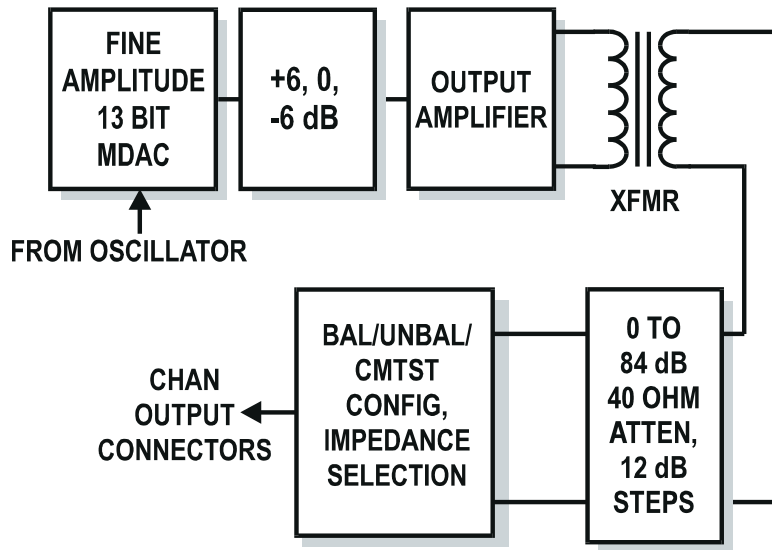 FINE
AMPLITUDE
13 BIT
MDAC
+6, 0,
-6 dB
OUTPUT
AMPLIFIER
XFMR
FROM OSCILLATOR
0 TO
84 dB
40 OHM
ATTEN,
12 dB
STEPS
BAL/UNBAL/
CMTST
CONFIG,
IMPEDANCE
SELECTION
CHAN
OUTPUT
CONNECTORS